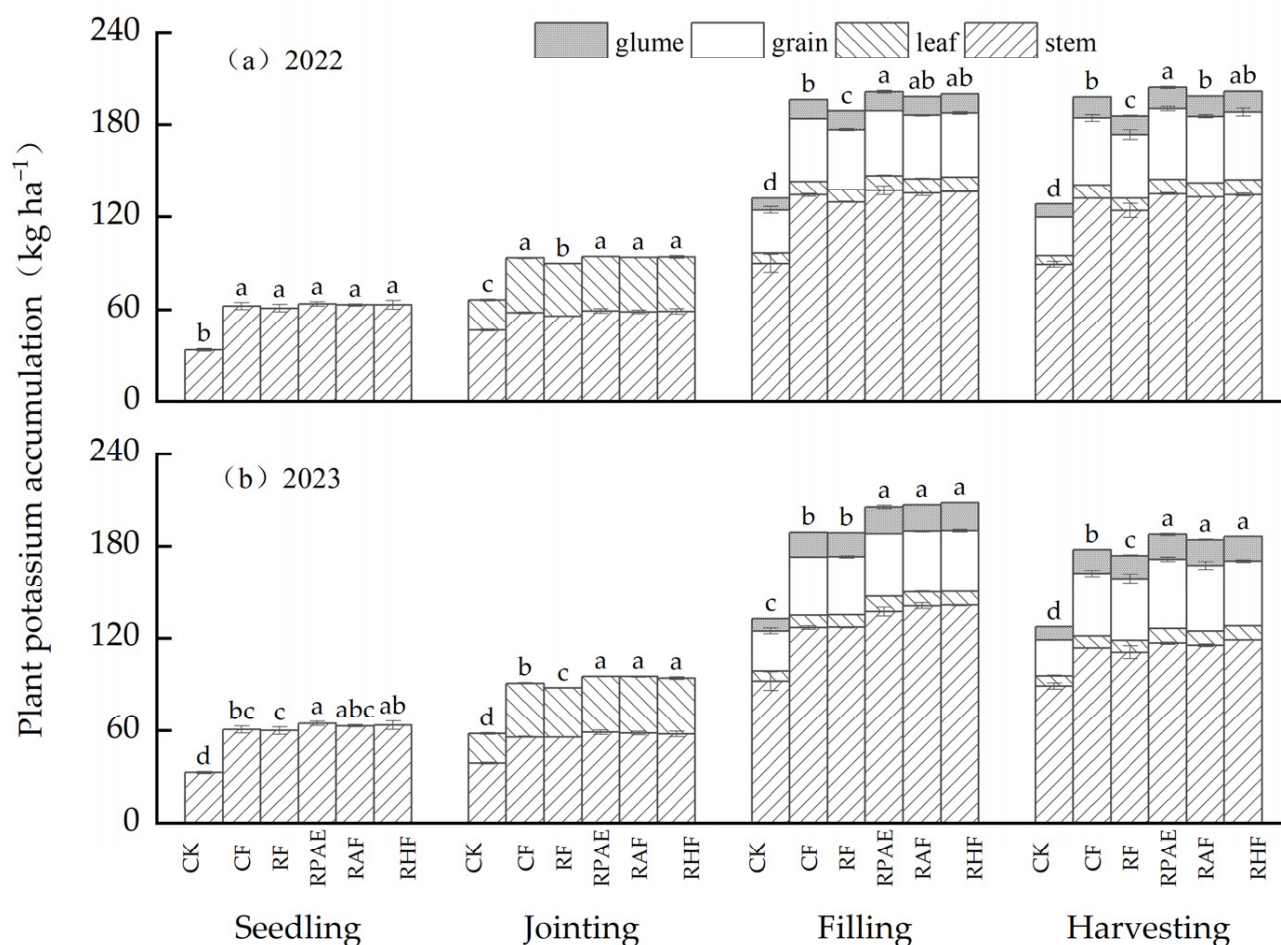 Plant potassium accumulation（kg ha⁻¹）
glume grain leaf stem
（a）2022
240
180
120
60
0
b a a a a a
c a b a a a
d b c a ab ab
d b c a b ab
（b）2023
240
180
120
60
0
d bc c a abc ab
d b c a a a
c b b a a a
d b c a a a
CK CF RF RPAE RAF RHF CK CF RF RPAE RAF RHF CK CF RF RPAE RAF RHF CK CF RF RPAE RAF RHF
Seedling Jointing Filling Harvesting